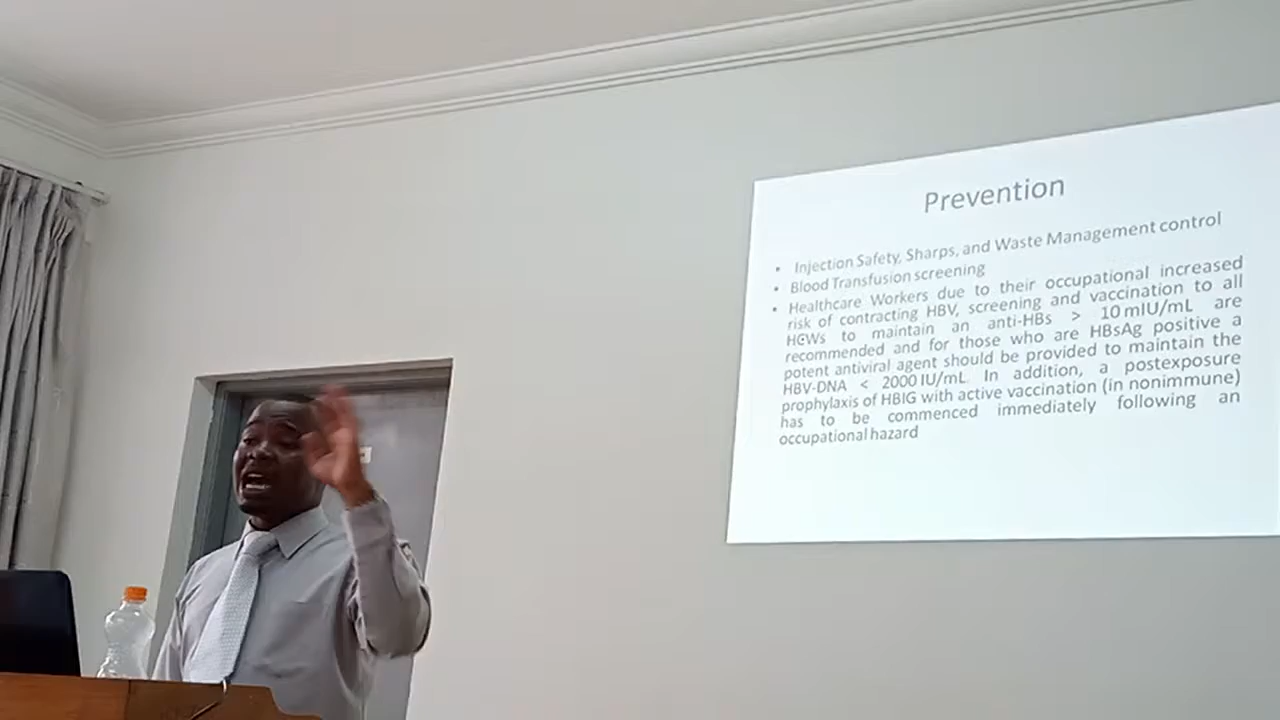 Prevention
• Injection Safety, Sharps, and Waste Management control
• Blood Transfusion screening
• Healthcare Workers due to their occupational increased
risk of contracting HBV, screening and vaccination to all
HCWs to maintain an anti-HBs > 10 mIU/mL are
recommended and for those who are HBsAg positive a
potent antiviral agent should be provided to maintain the
HBV-DNA < 2000 IU/mL. In addition, a postexposure
prophylaxis of HBIG with active vaccination (in nonimmune)
has to be commenced immediately following an
occupational hazard